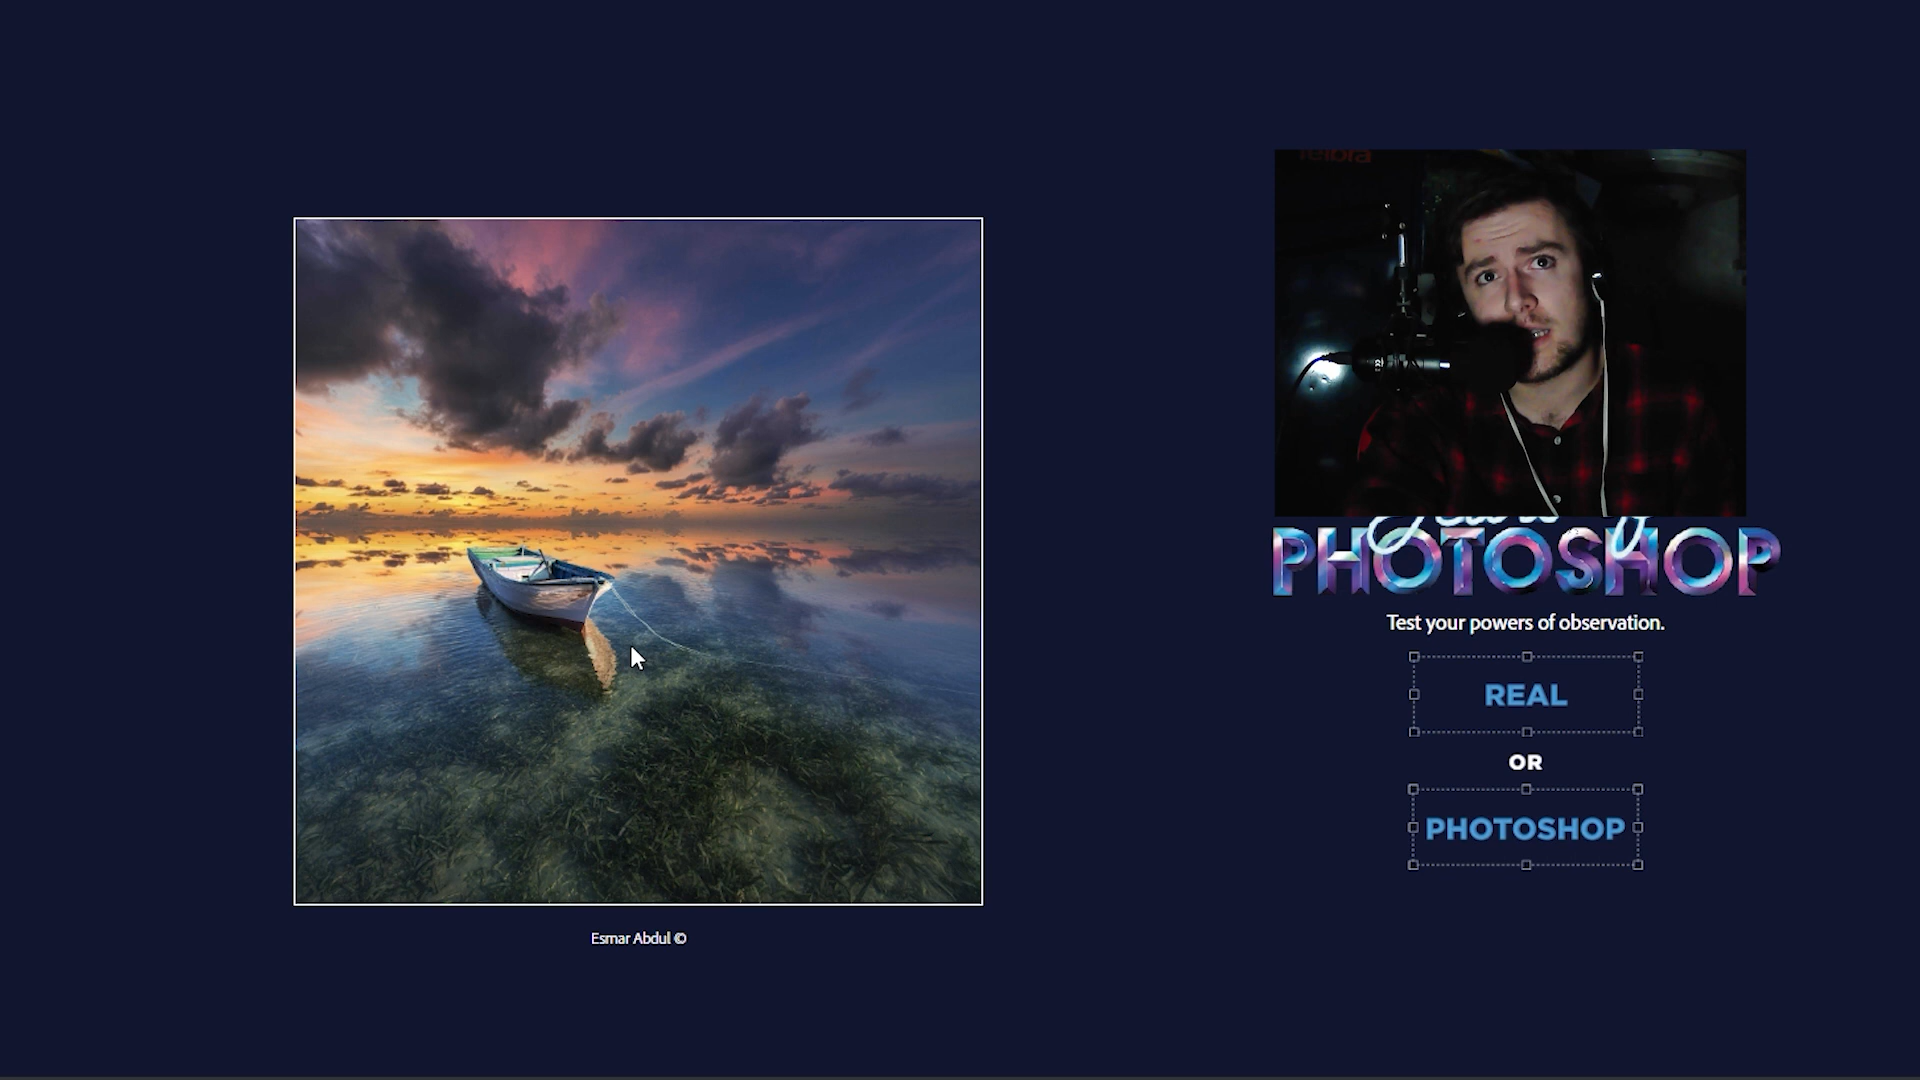 PHOTOSHOP
Test your powers of observation.
REAL
OR
PHOTOSHOP
Esmar Abdul ©